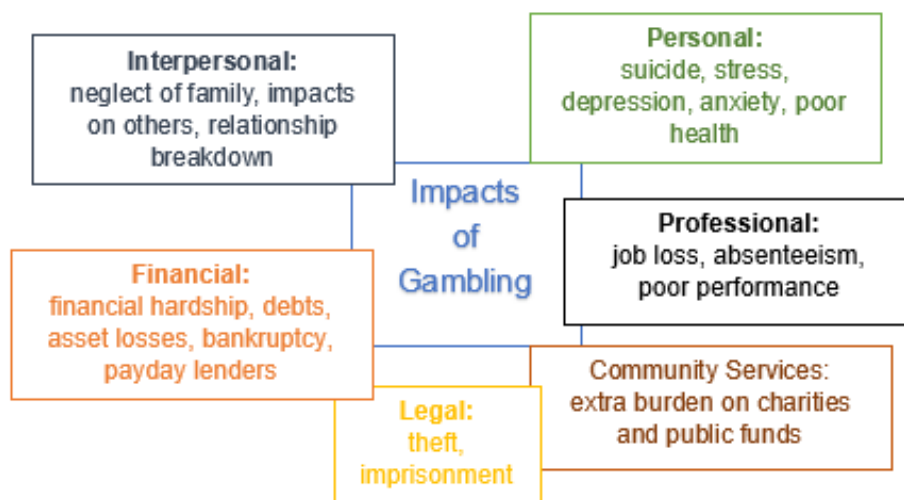 Interpersonal:
neglect of family, impacts
on others, relationship
breakdown
Personal:
suicide, stress,
depression, anxiety, poor
health
Impacts
of
Gambling
Professional:
job loss, absenteeism,
poor performance
Financial:
financial hardship, debts,
asset losses, bankruptcy,
payday lenders
Community Services:
extra burden on charities
and public funds
Legal:
theft,
imprisonment